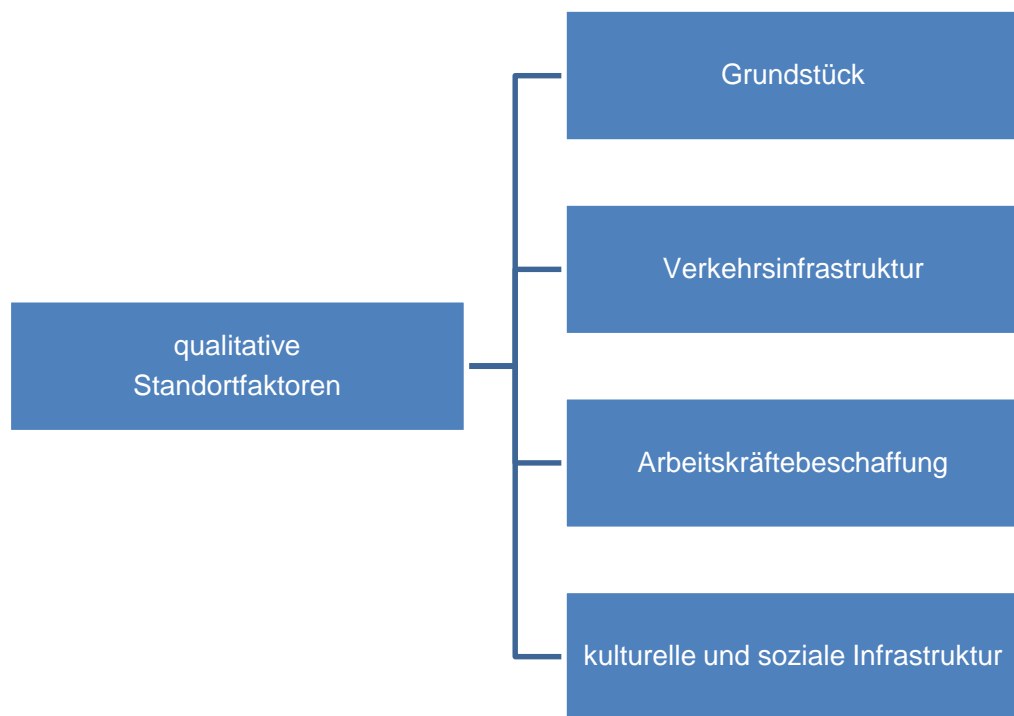 Grundstück
Verkehrsinfrastruktur
qualitative
Standortfaktoren
Arbeitskräftebeschaffung
kulturelle und soziale Infrastruktur